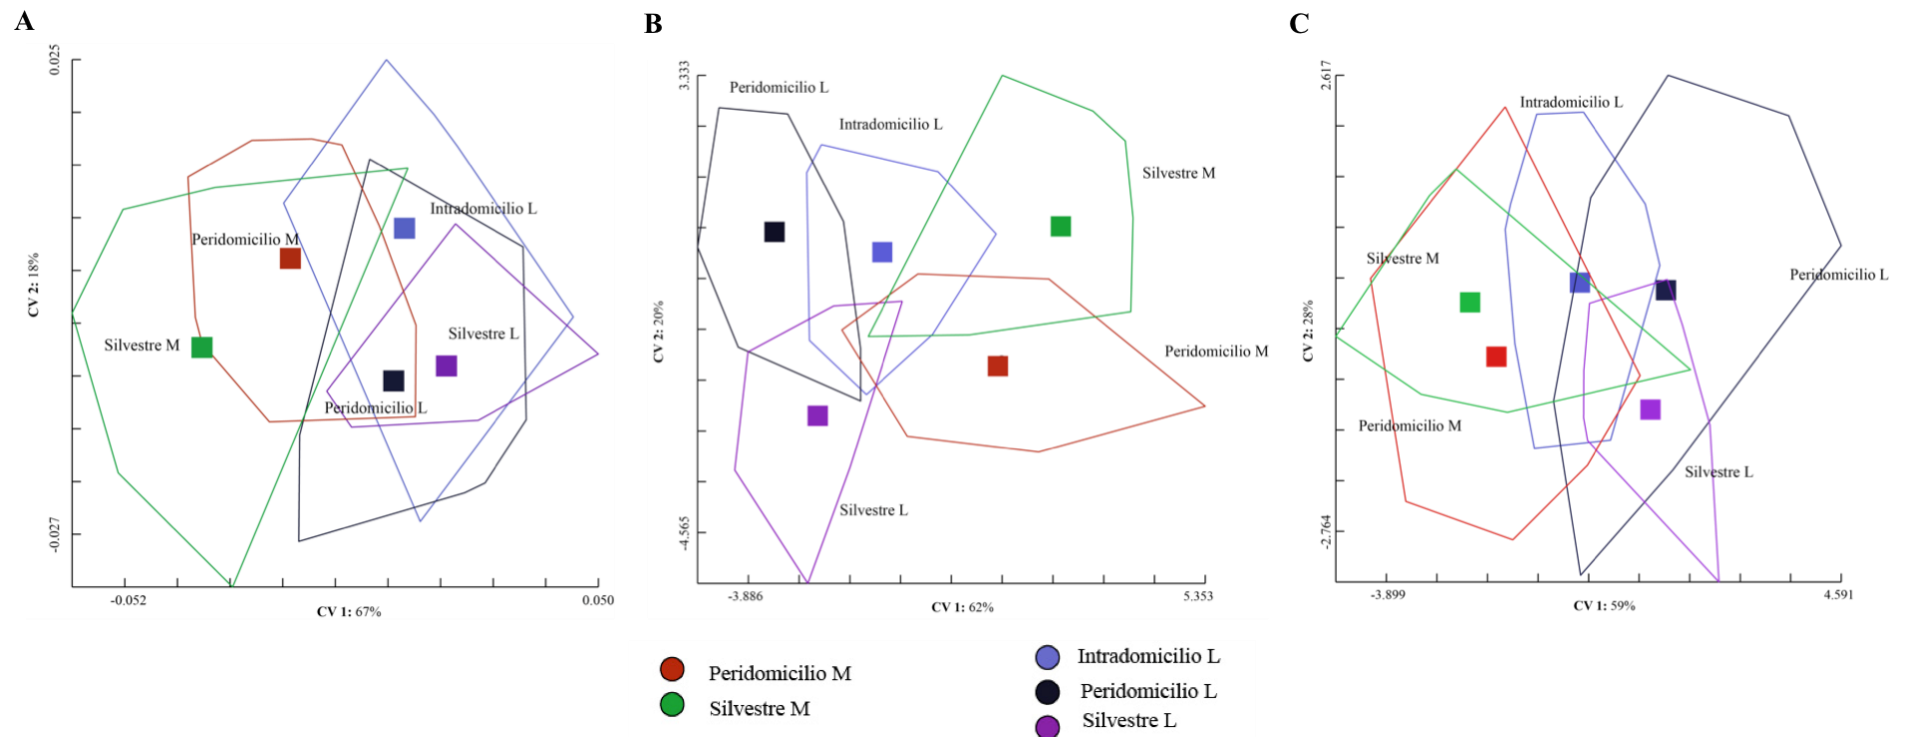 A
0.025
Intradomicilio L
Peridomicilio M
CV 2: 18%
Silvestre L
Silvestre M
Peridomicilio L
-0.027
-0.052
0.050
CV 1: 67%
B
3.333
Peridomicilio L
Intradomicilio L
Silvestre M
CV 2: 20%
Peridomicilio M
Silvestre L
-4.565
-3.886
5.353
CV 1: 62%
C
2.617
Intradomicilio L
Silvestre M
Peridomicilio L
CV 2: 28%
Peridomicilio M
Silvestre L
-2.764
-3.899
4.591
CV 1: 59%
Peridomicilio M
Silvestre M
Intradomicilio L
Peridomicilio L
Silvestre L